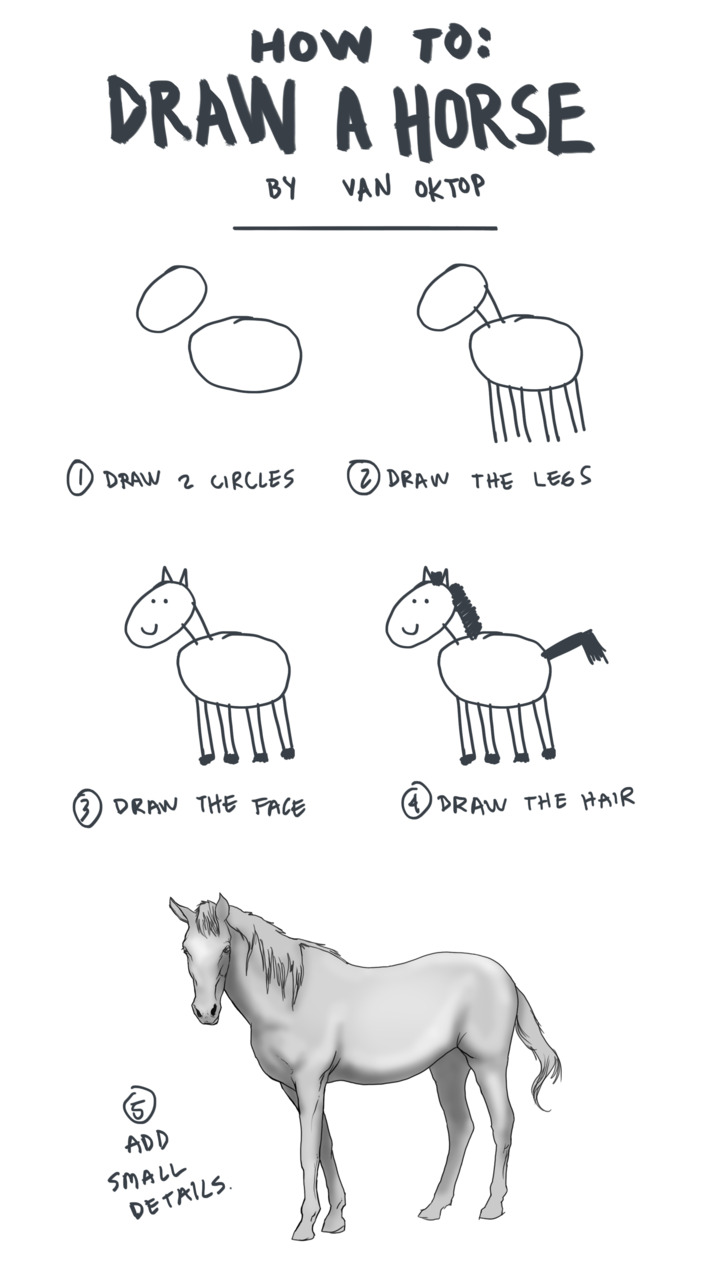 HOW TO:
DRAW A HORSE
BY VAN OKTOP
1 DRAW 2 CIRCLES
2 DRAW THE LEGS
3 DRAW THE FACE
4 DRAW THE HAIR
5
ADD
SMALL
DETAILS.